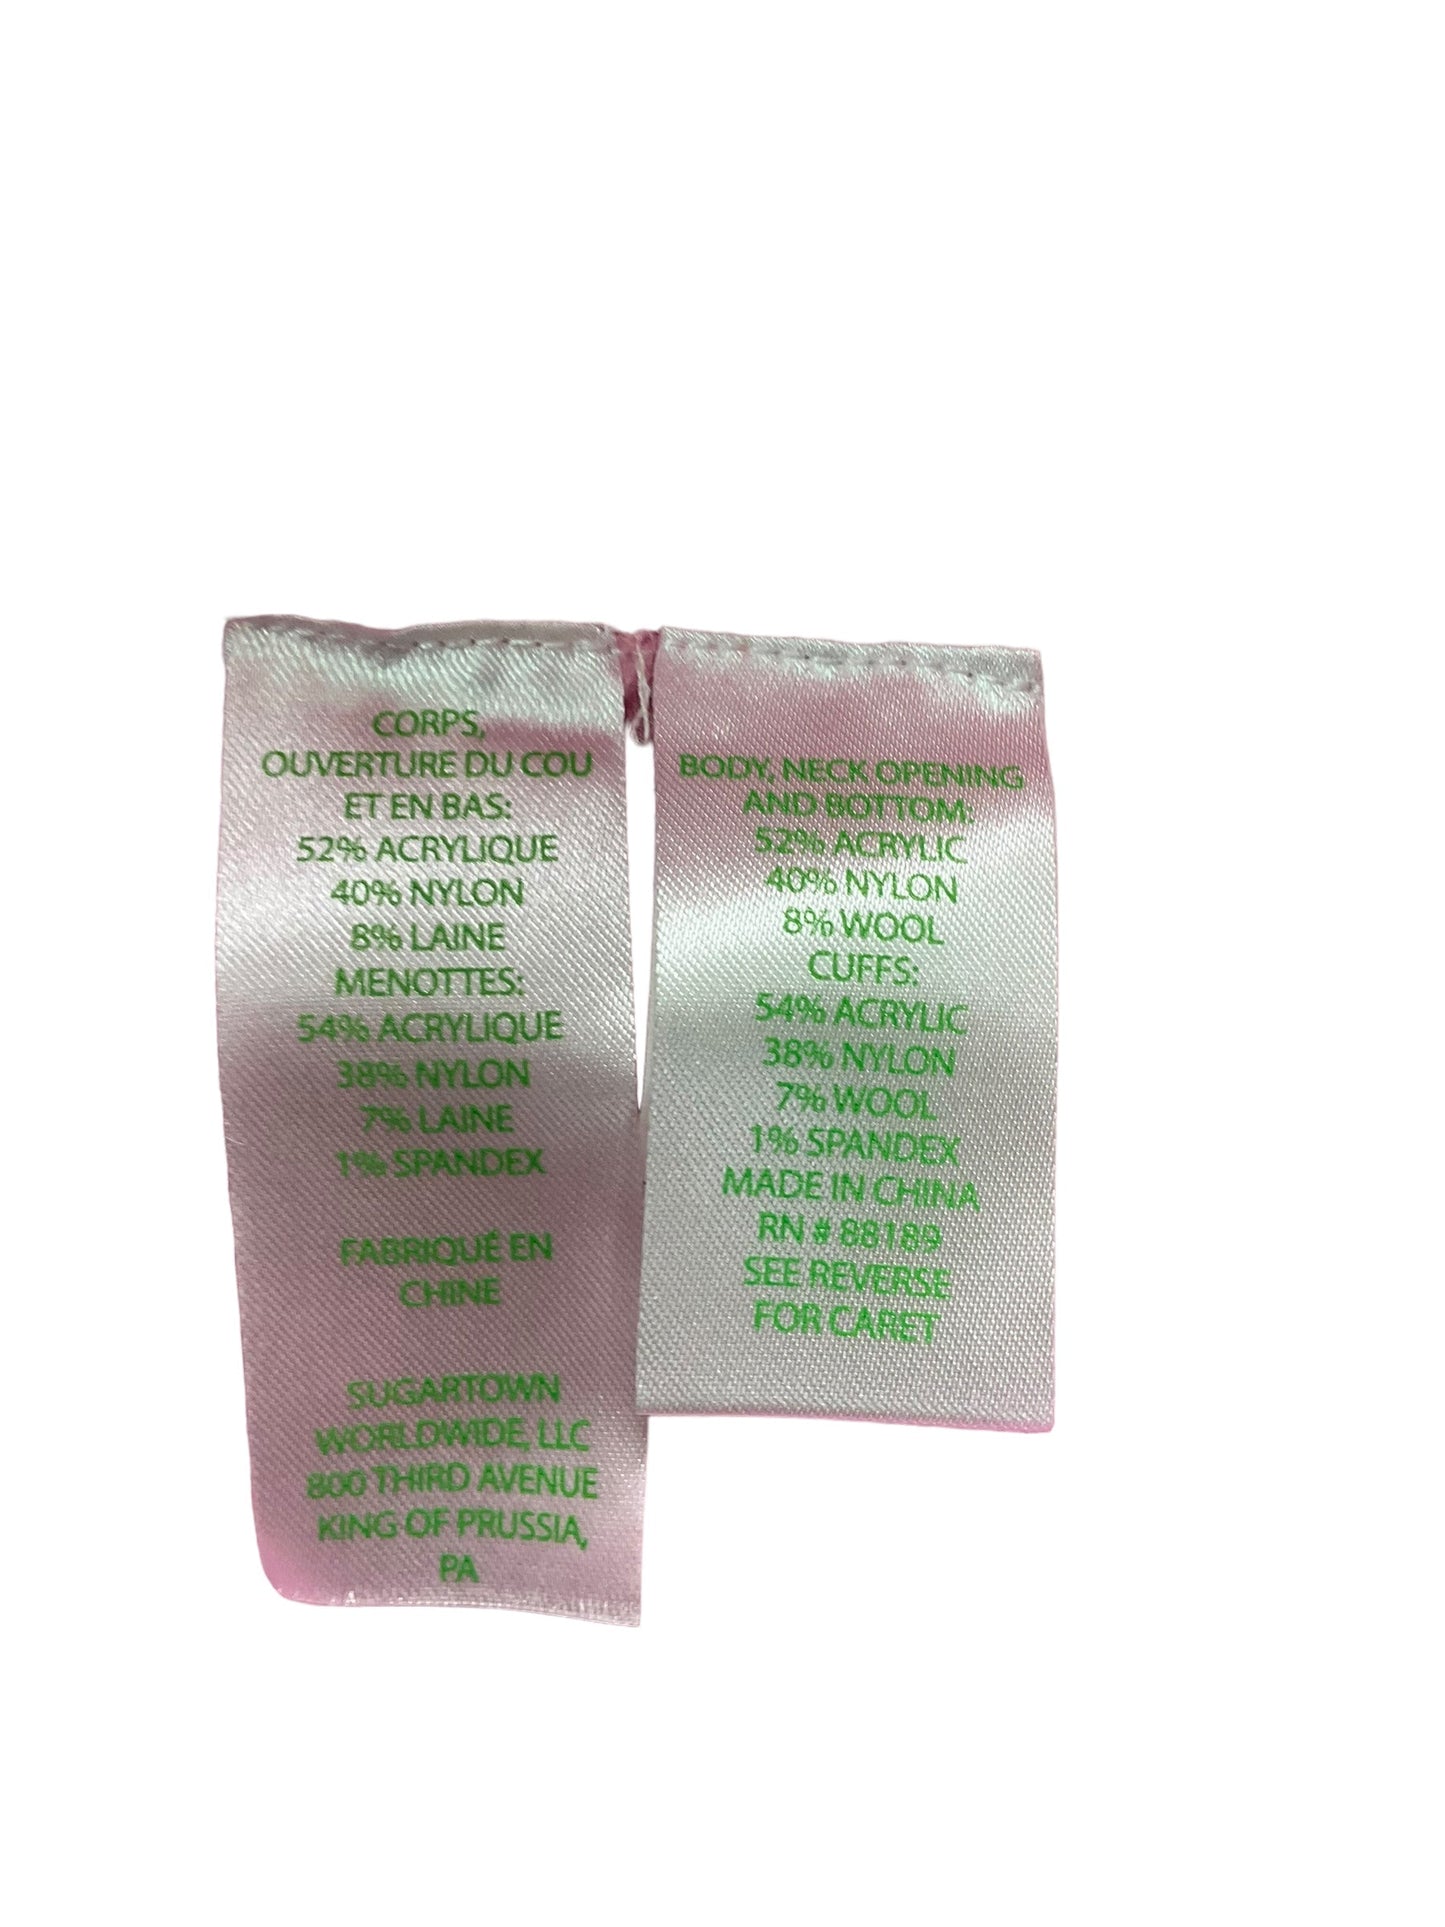 CORPS,
OUVERTURE DU COU
ET EN BAS:
52% ACRYLIQUE
40% NYLON
8% LAINE
MENOTTES:
54% ACRYLIQUE
38% NYLON
7% LAINE
1% SPANDEX
FABRIQUÉ EN
CHINE
SUGARTOWN
WORLDWIDE, LLC
800 THIRD AVENUE
KING OF PRUSSIA,
PA
BODY, NECK OPENING
AND BOTTOM:
52% ACRYLIC
40% NYLON
8% WOOL
CUFFS:
54% ACRYLIC
38% NYLON
7% WOOL
1% SPANDEX
MADE IN CHINA
RN # 88189
SEE REVERSE
FOR CARET